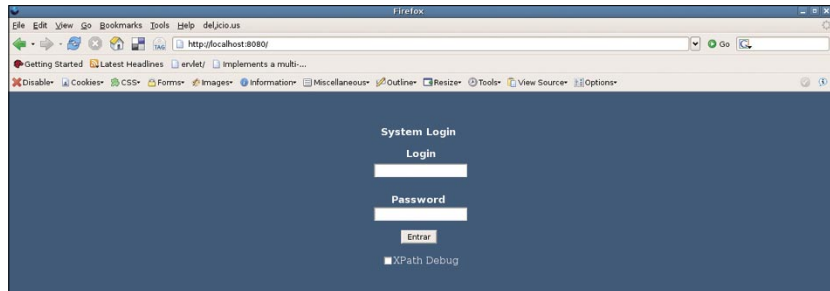 Firefox
File Edit View Go Bookmarks Tools Help del.icio.us
TAG http://localhost:8080/ Go G
Getting Started Latest Headlines ervlet/ Implements a multi-...
Disable Cookies CSS Forms Images Information Miscellaneous Outline Resize Tools View Source Options
System Login
Login
Password
Entrar
XPath Debug